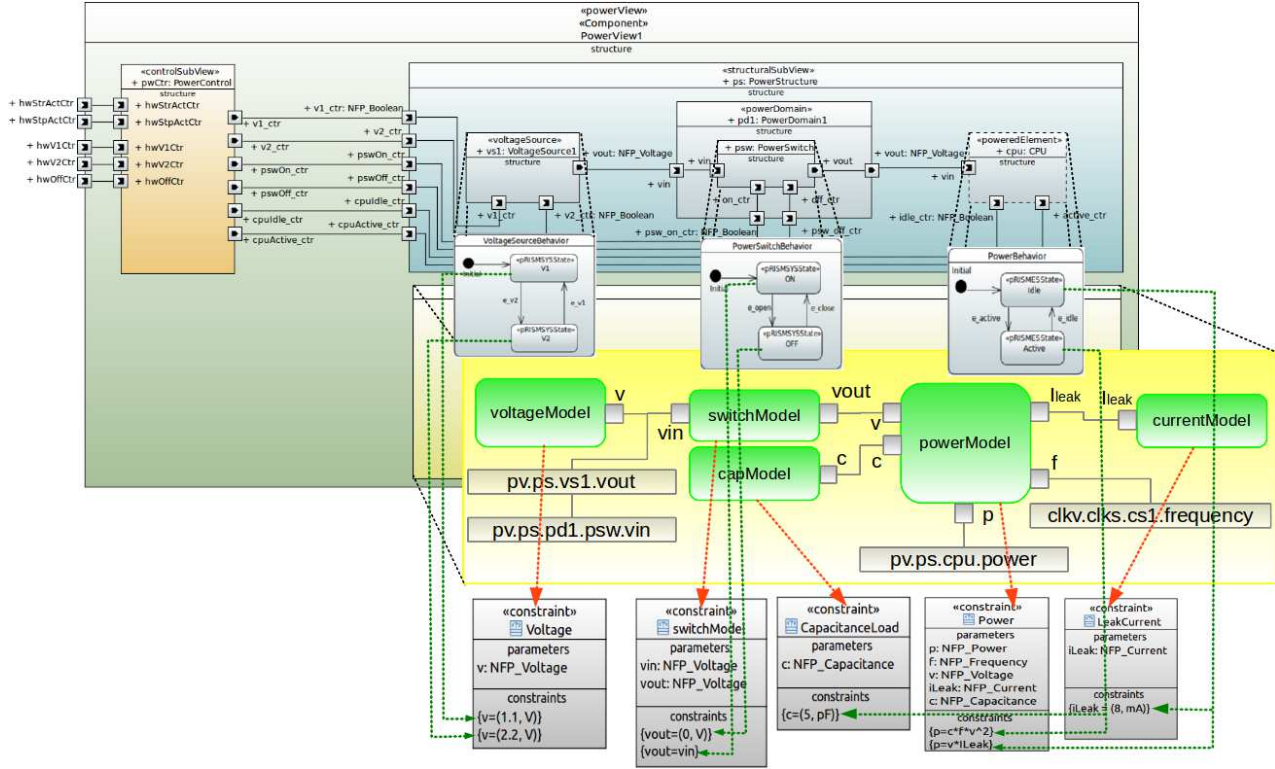 «powerView»
«Component»
PowerView1
structure
«controlSubView»
+ pwCtr: PowerControl
structure
+ hwStrActCtr
+ hwStpActCtr
+ hwV1Ctr
+ hwV2Ctr
+ hwOffCtr
+ hwStrActCtr
+ hwStpActCtr
+ hwV1Ctr
+ hwV2Ctr
+ hwOffCtr
+ v1_ctr
+ v2_ctr
+ pswOn_ctr
+ pswOff_ctr
+ cpuIdle_ctr
+ cpuActive_ctr
«structuralSubView»
+ ps: PowerStructure
structure
+ v1_ctr: NFP_Boolean
+ v2_ctr
+ pswOn_ctr
+ pswOff_ctr
+ cpuIdle_ctr
+ cpuActive_ctr
«voltageSource»
+ vs1: VoltageSource1
structure
+ v1_ctr
+ v2_ctr: NFP_Boolean
+ vout: NFP_Voltage
+ vin
«powerDomain»
+ pd1: PowerDomain1
structure
+ psw: PowerSwitch
structure
+ vin
+ vout
on_ctr
+ off_ctr
+ psw_on_ctr: NFP_Boolean
+ psw_off_ctr
+ vout: NFP_Voltage
+ vin
«poweredElement»
+ cpu: CPU
structure
+ idle_ctr: NFP_Boolean
+ active_ctr
VoltageSourceBehavior
Initial
«pRISMSYSState»
V1
e_v2
e_v1
«pRISMSYSState»
V2
PowerSwitchBehavior
Initial
«pRISMSYSState»
ON
e_open
e_close
«pRISMSYSState»
OFF
PowerBehavior
Initial
«pRISMESState»
Idle
e_active
e_idle
«pRISMESState»
Active
voltageModel
v
vin
switchModel
vout
v
capModel
c
c
powerModel
Ileak
Ileak
currentModel
f
p
pv.ps.vs1.vout
pv.ps.pd1.psw.vin
clkv.clks.cs1.frequency
pv.ps.cpu.power
«constraint»
Voltage
parameters
v: NFP_Voltage
constraints
{v=(1.1, V)}
{v=(2.2, V)}
«constraint»
switchModel
parameters
vin: NFP_Voltage
vout: NFP_Voltage
constraints
{vout=(0, V)}
{vout=vin}
«constraint»
CapacitanceLoad
parameters
c: NFP_Capacitance
constraints
{c=(5, pF)}
«constraint»
Power
parameters
p: NFP_Power
f: NFP_Frequency
v: NFP_Voltage
iLeak: NFP_Current
c: NFP_Capacitance
constraints
{p=c*f*v^2}
{p=v*ILeak}
«constraint»
LeakCurrent
parameters
iLeak: NFP_Current
constraints
{iLeak = (8, mA)}